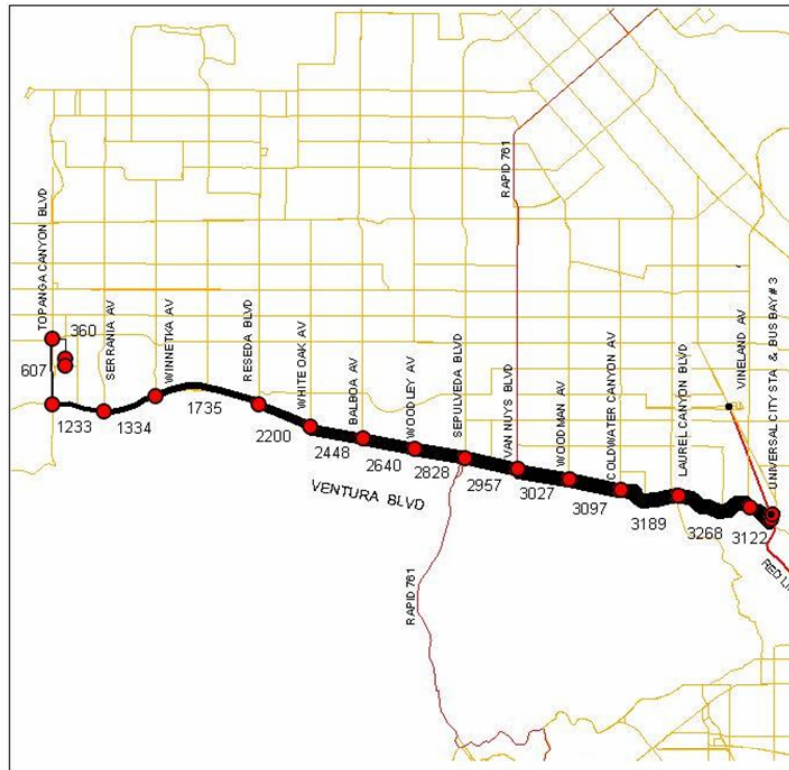 TOPANGA CANYON BLVD
360
607
1233
SERRANIA AV
1334
WINNETKA AV
1735
RESEDA BLVD
2200
WHITE OAK AV
2448
BALBOA AV
2640
WOODLEY AV
2828
SEPULVEDA BLVD
2957
VAN NUYS BLVD
3027
WOODMAN AV
3097
COLDWATER CANYON AV
3189
LAUREL CANYON BLVD
3268
VINELAND AV
3122
UNIVERSAL CITY STA & BUS BAY # 3
VENTURA BLVD
RAPID 761
RAPID 761
RED LI